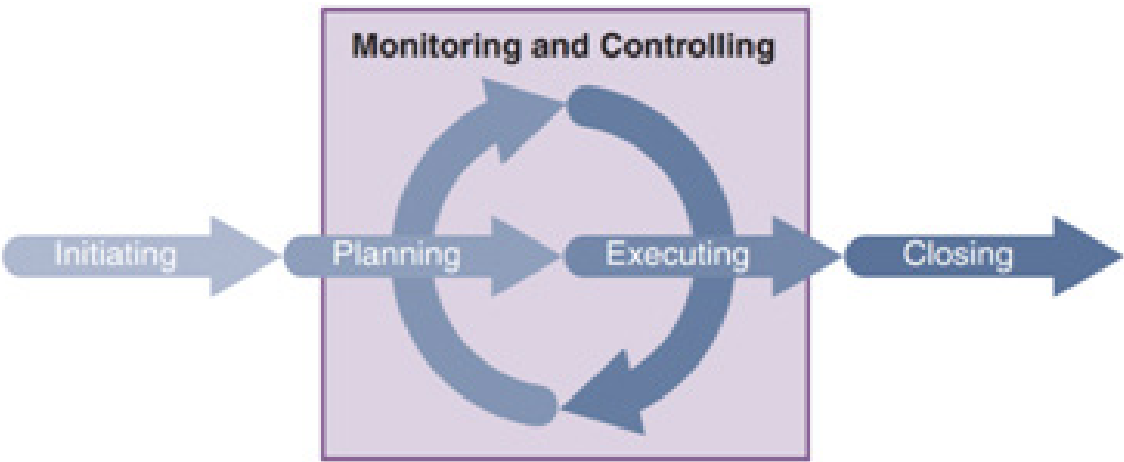 Monitoring and Controlling
Initiating
Planning
Executing
Closing